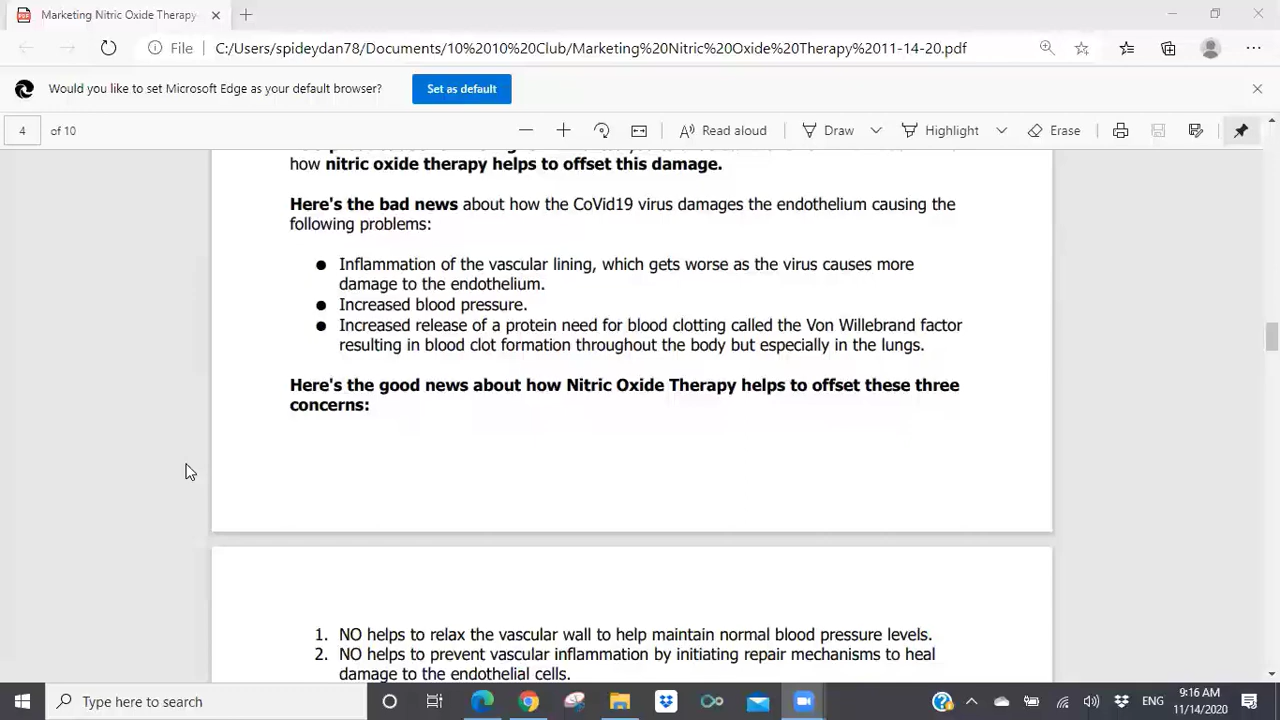 Marketing Nitric Oxide Therapy
File
C:/Users/spideydan78/Documents/10%2010%20Club/Marketing%20Nitric%20Oxide%20Therapy%2011-14-20.pdf
Would you like to set Microsoft Edge as your default browser?
Set as default
4 of 10
Read aloud
Draw
Highlight
Erase
how nitric oxide therapy helps to offset this damage.
Here's the bad news about how the CoVid19 virus damages the endothelium causing the
following problems:
● Inflammation of the vascular lining, which gets worse as the virus causes more
damage to the endothelium.
● Increased blood pressure.
● Increased release of a protein need for blood clotting called the Von Willebrand factor
resulting in blood clot formation throughout the body but especially in the lungs.
Here's the good news about how Nitric Oxide Therapy helps to offset these three
concerns:
1. NO helps to relax the vascular wall to help maintain normal blood pressure levels.
2. NO helps to prevent vascular inflammation by initiating repair mechanisms to heal
damage to the endothelial cells.
Type here to search
ENG
9:16 AM
11/14/2020